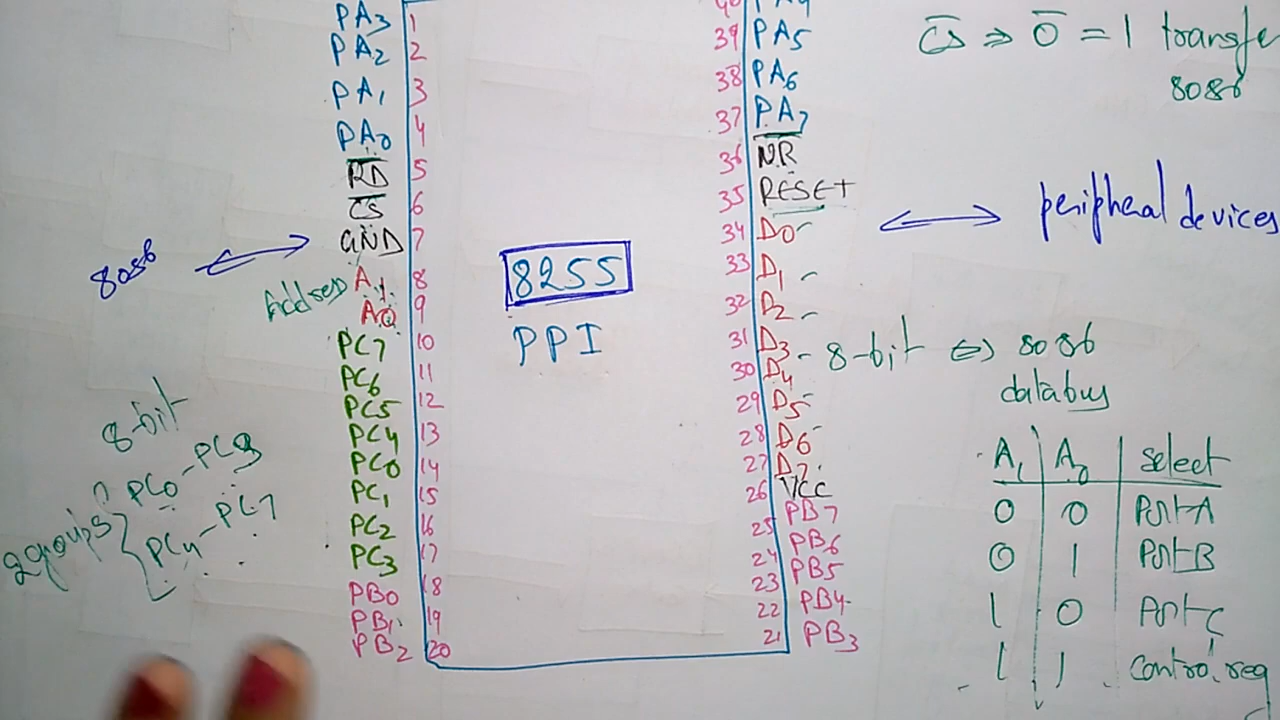 PA3 1
PA2 2
PA1 3
PA0 4
RD 5
CS 6
GND 7
Address A1 8
A0 9
PC7 10
PC6 11
PC5 12
PC4 13
PC0 14
PC1 15
PC2 16
PC3 17
PB0 18
PB1 19
PB2 20
8086
8-bit
2 groups
PC0-PC3
PC4-PC7
8255
PPI
40 PA4
39 PA5
38 PA6
37 PA7
36 WR
35 RESET
34 D0
33 D1
32 D2
31 D3
30 D4
29 D5
28 D6
27 D7
26 VCC
25 PB7
24 PB6
23 PB5
22 PB4
21 PB3
CS ⇒ 0 = 1 transfe
8086
peripheral devices
8-bit ⇔ 8086
databus
A1 A0 select
0 0 Port-A
0 1 Port-B
1 0 Port-C
1 1 control reg